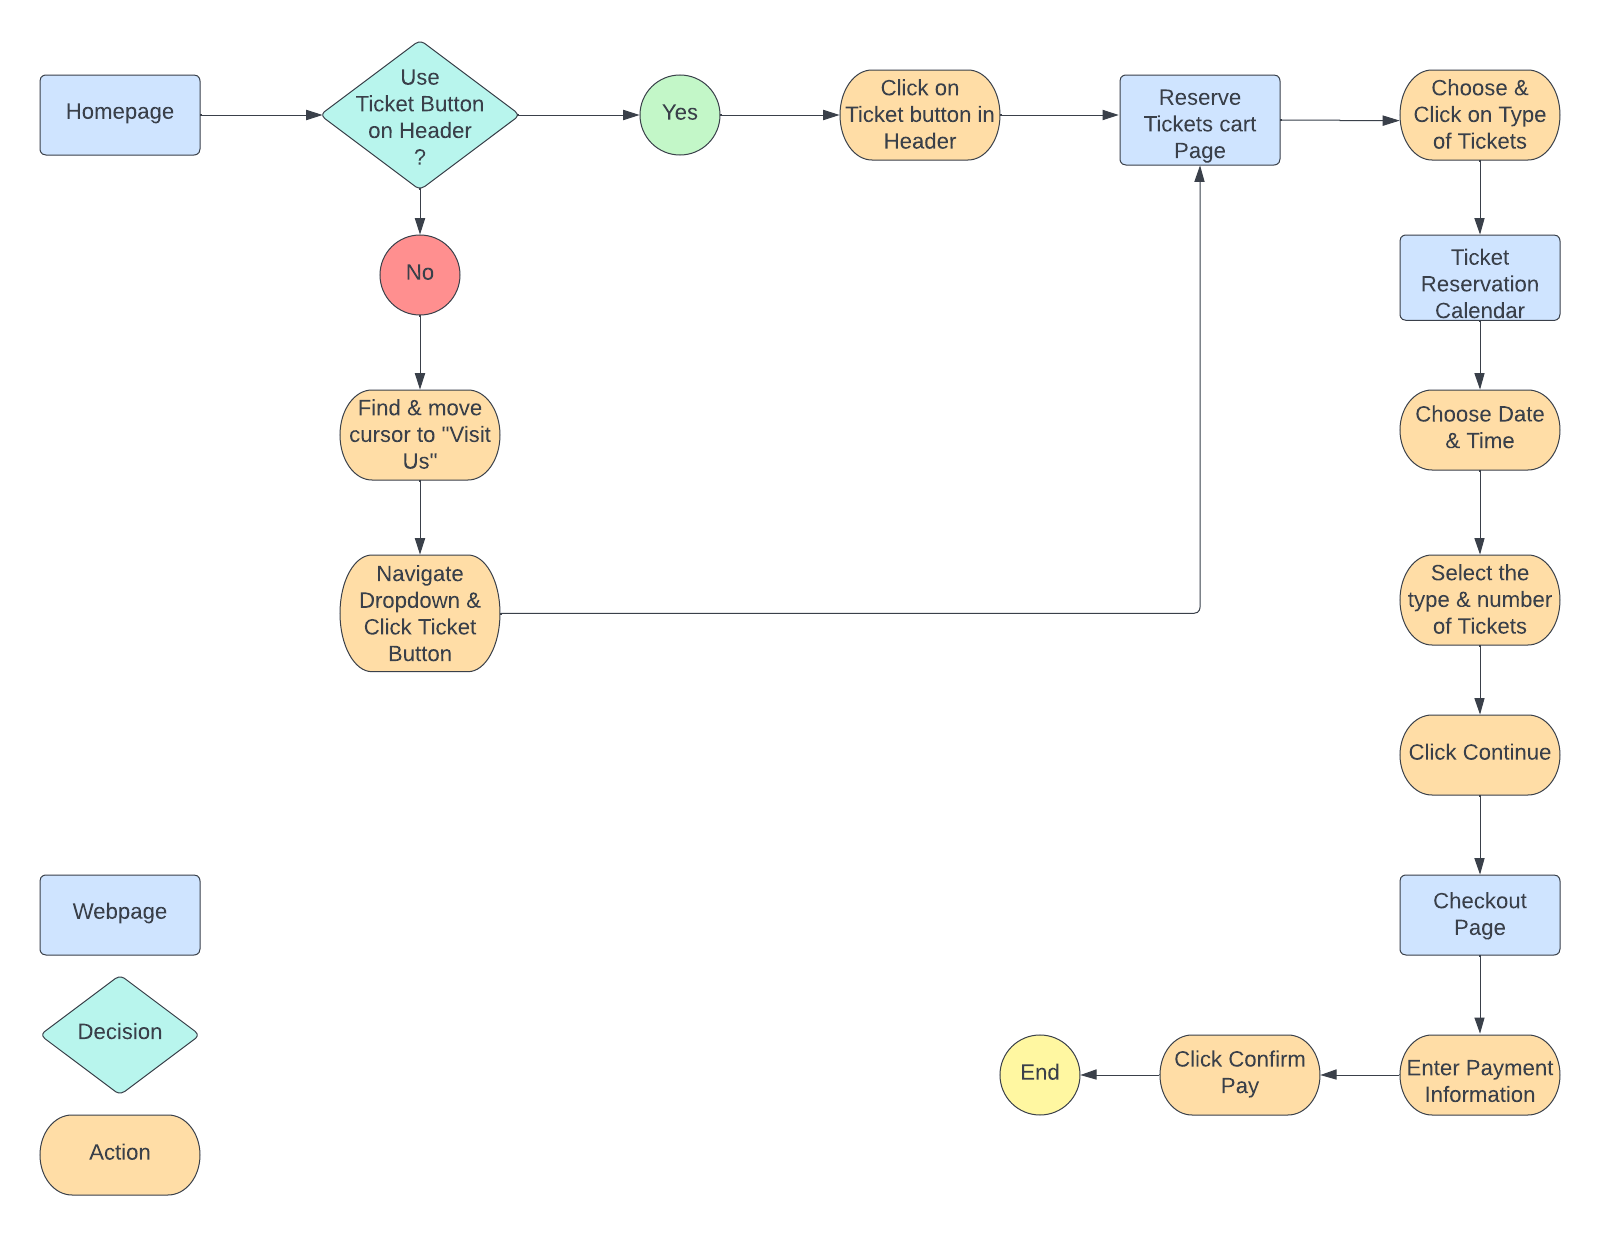 Homepage
Use
Ticket Button
on Header
?
Yes
Click on
Ticket button in
Header
Reserve
Tickets cart
Page
Choose &
Click on Type
of Tickets
No
Ticket
Reservation
Calendar
Find & move
cursor to "Visit
Us"
Choose Date
& Time
Navigate
Dropdown &
Click Ticket
Button
Select the
type & number
of Tickets
Click Continue
Webpage
Checkout
Page
Decision
End
Click Confirm
Pay
Enter Payment
Information
Action